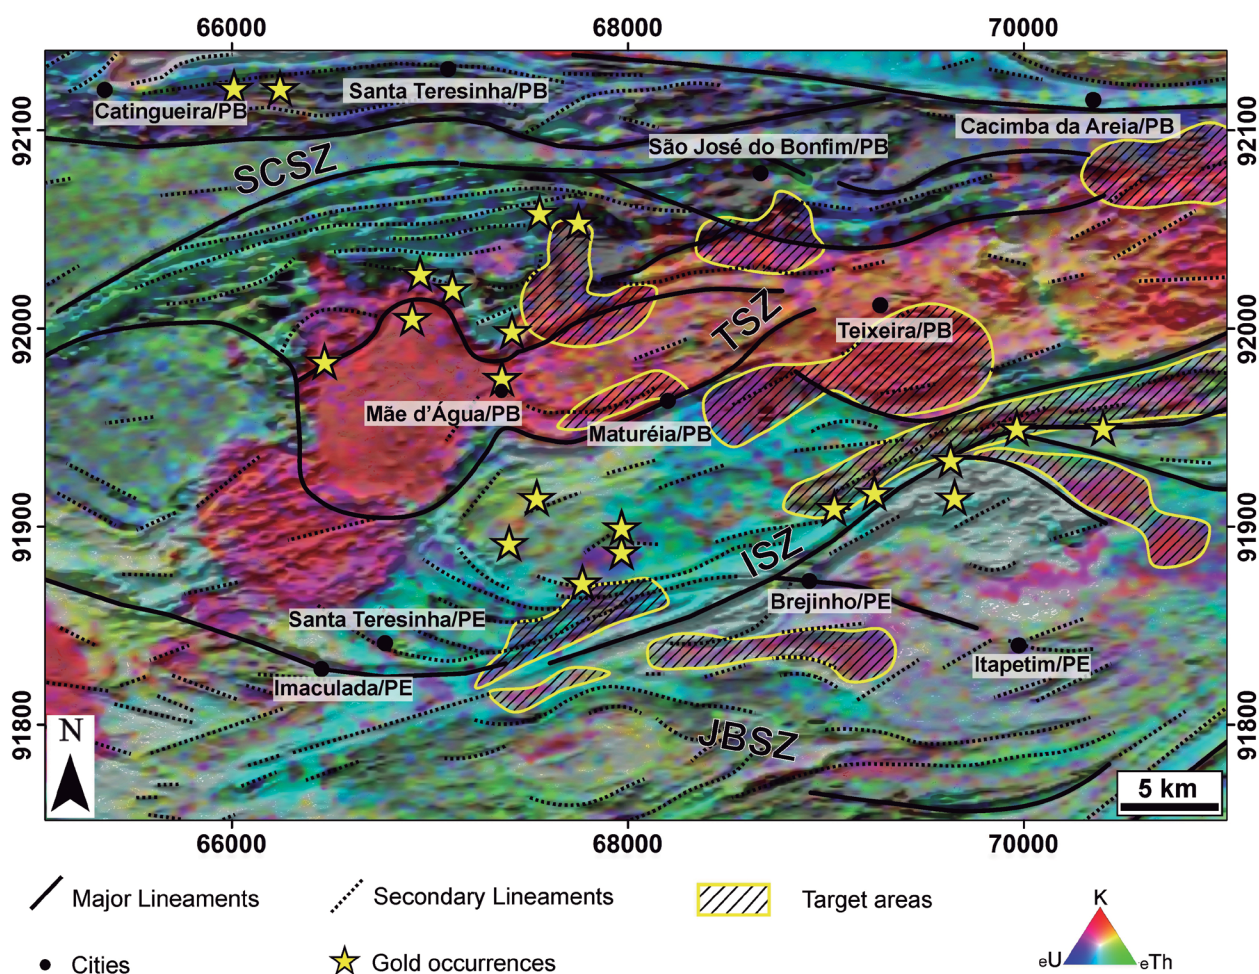 66000 68000 70000
Santa Teresinha/PB
Catingueira/PB
Cacimba da Areia/PB
92100 92100
São José do Bonfim/PB
SCSZ
92000 92000
TSZ
Teixeira/PB
Mãe d'Água/PB
Maturéia/PB
91900 91900
ISZ
Brejinho/PE
Santa Teresinha/PE
Itapetim/PE
Imaculada/PE
91800 91800
JBSZ
N
5 km
66000 68000 70000
Major Lineaments Secondary Lineaments Target areas
K
Cities Gold occurrences eU eTh